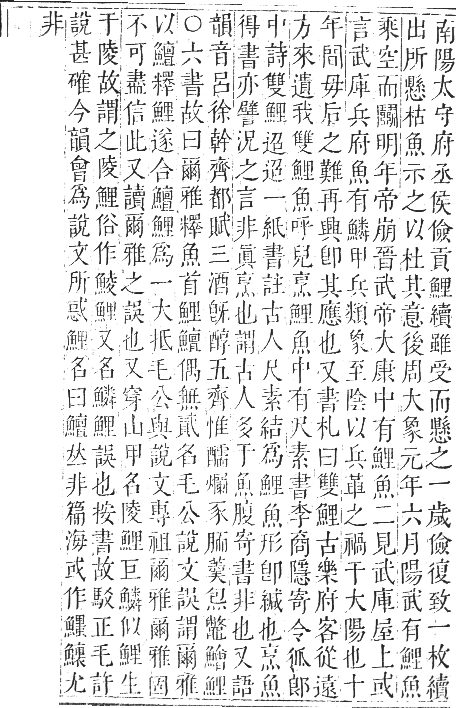 南陽太守府丞侯儉貢鯉續雖受而懸之一歲儉復致一枚續
出所懸枯魚示之以杜其意後周大象元年六月陽武有鯉魚
乘空而鬭明年帝崩晉武帝大康中有鯉魚二見武庫屋上或
言武庫兵府魚有鱗甲兵類象至陰以兵革之禍干大陽也十
年間毋后之難再興卽其應也又書札曰雙鯉古樂府客從遠
方來遺我雙鯉魚呼兒烹鯉魚中有尺素書李商隱寄令狐郞
中詩雙鯉迢迢一紙書註古人尺素結爲鯉魚形卽緘也烹魚
得書亦譬況之言非眞烹也謂古人多于魚腹寄書非也又語
韻音呂徐幹齊都賦三酒旣醇五齊惟醹爛豕胹羹炰鼈鱠鯉
〇六書故曰爾雅釋魚首鯉鱣偶無貳名毛公說文誤謂爾雅
以鱣釋鯉遂合鱣鯉爲一大抵毛公與說文專祖爾雅爾雅固
不可盡信此又讀爾雅之誤也又穿山甲名陵鯉巨鱗似鯉生
于陵故謂之陵鯉俗作鯪鯉又名鱗鯉誤也按書故駁正毛許
說甚確今韻會爲說文所惑鯉名曰鱣𠀤非篇海或作鱷鱳尤
非